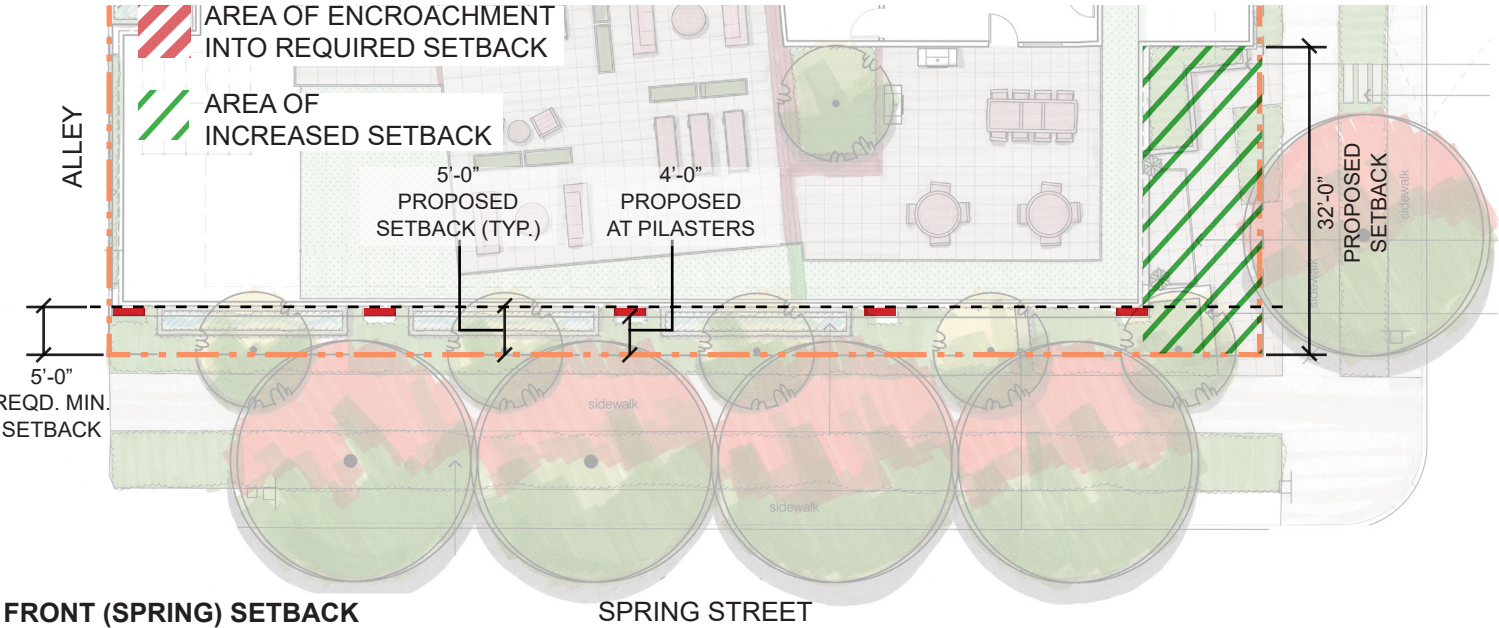 AREA OF ENCROACHMENT
INTO REQUIRED SETBACK
AREA OF
INCREASED SETBACK
ALLEY
5'-0"
PROPOSED
SETBACK (TYP.)
4'-0"
PROPOSED
AT PILASTERS
32'-0"
PROPOSED
SETBACK
sidewalk
sidewalk
5'-0"
REQD. MIN.
SETBACK
sidewalk
sidewalk
FRONT (SPRING) SETBACK
SPRING STREET